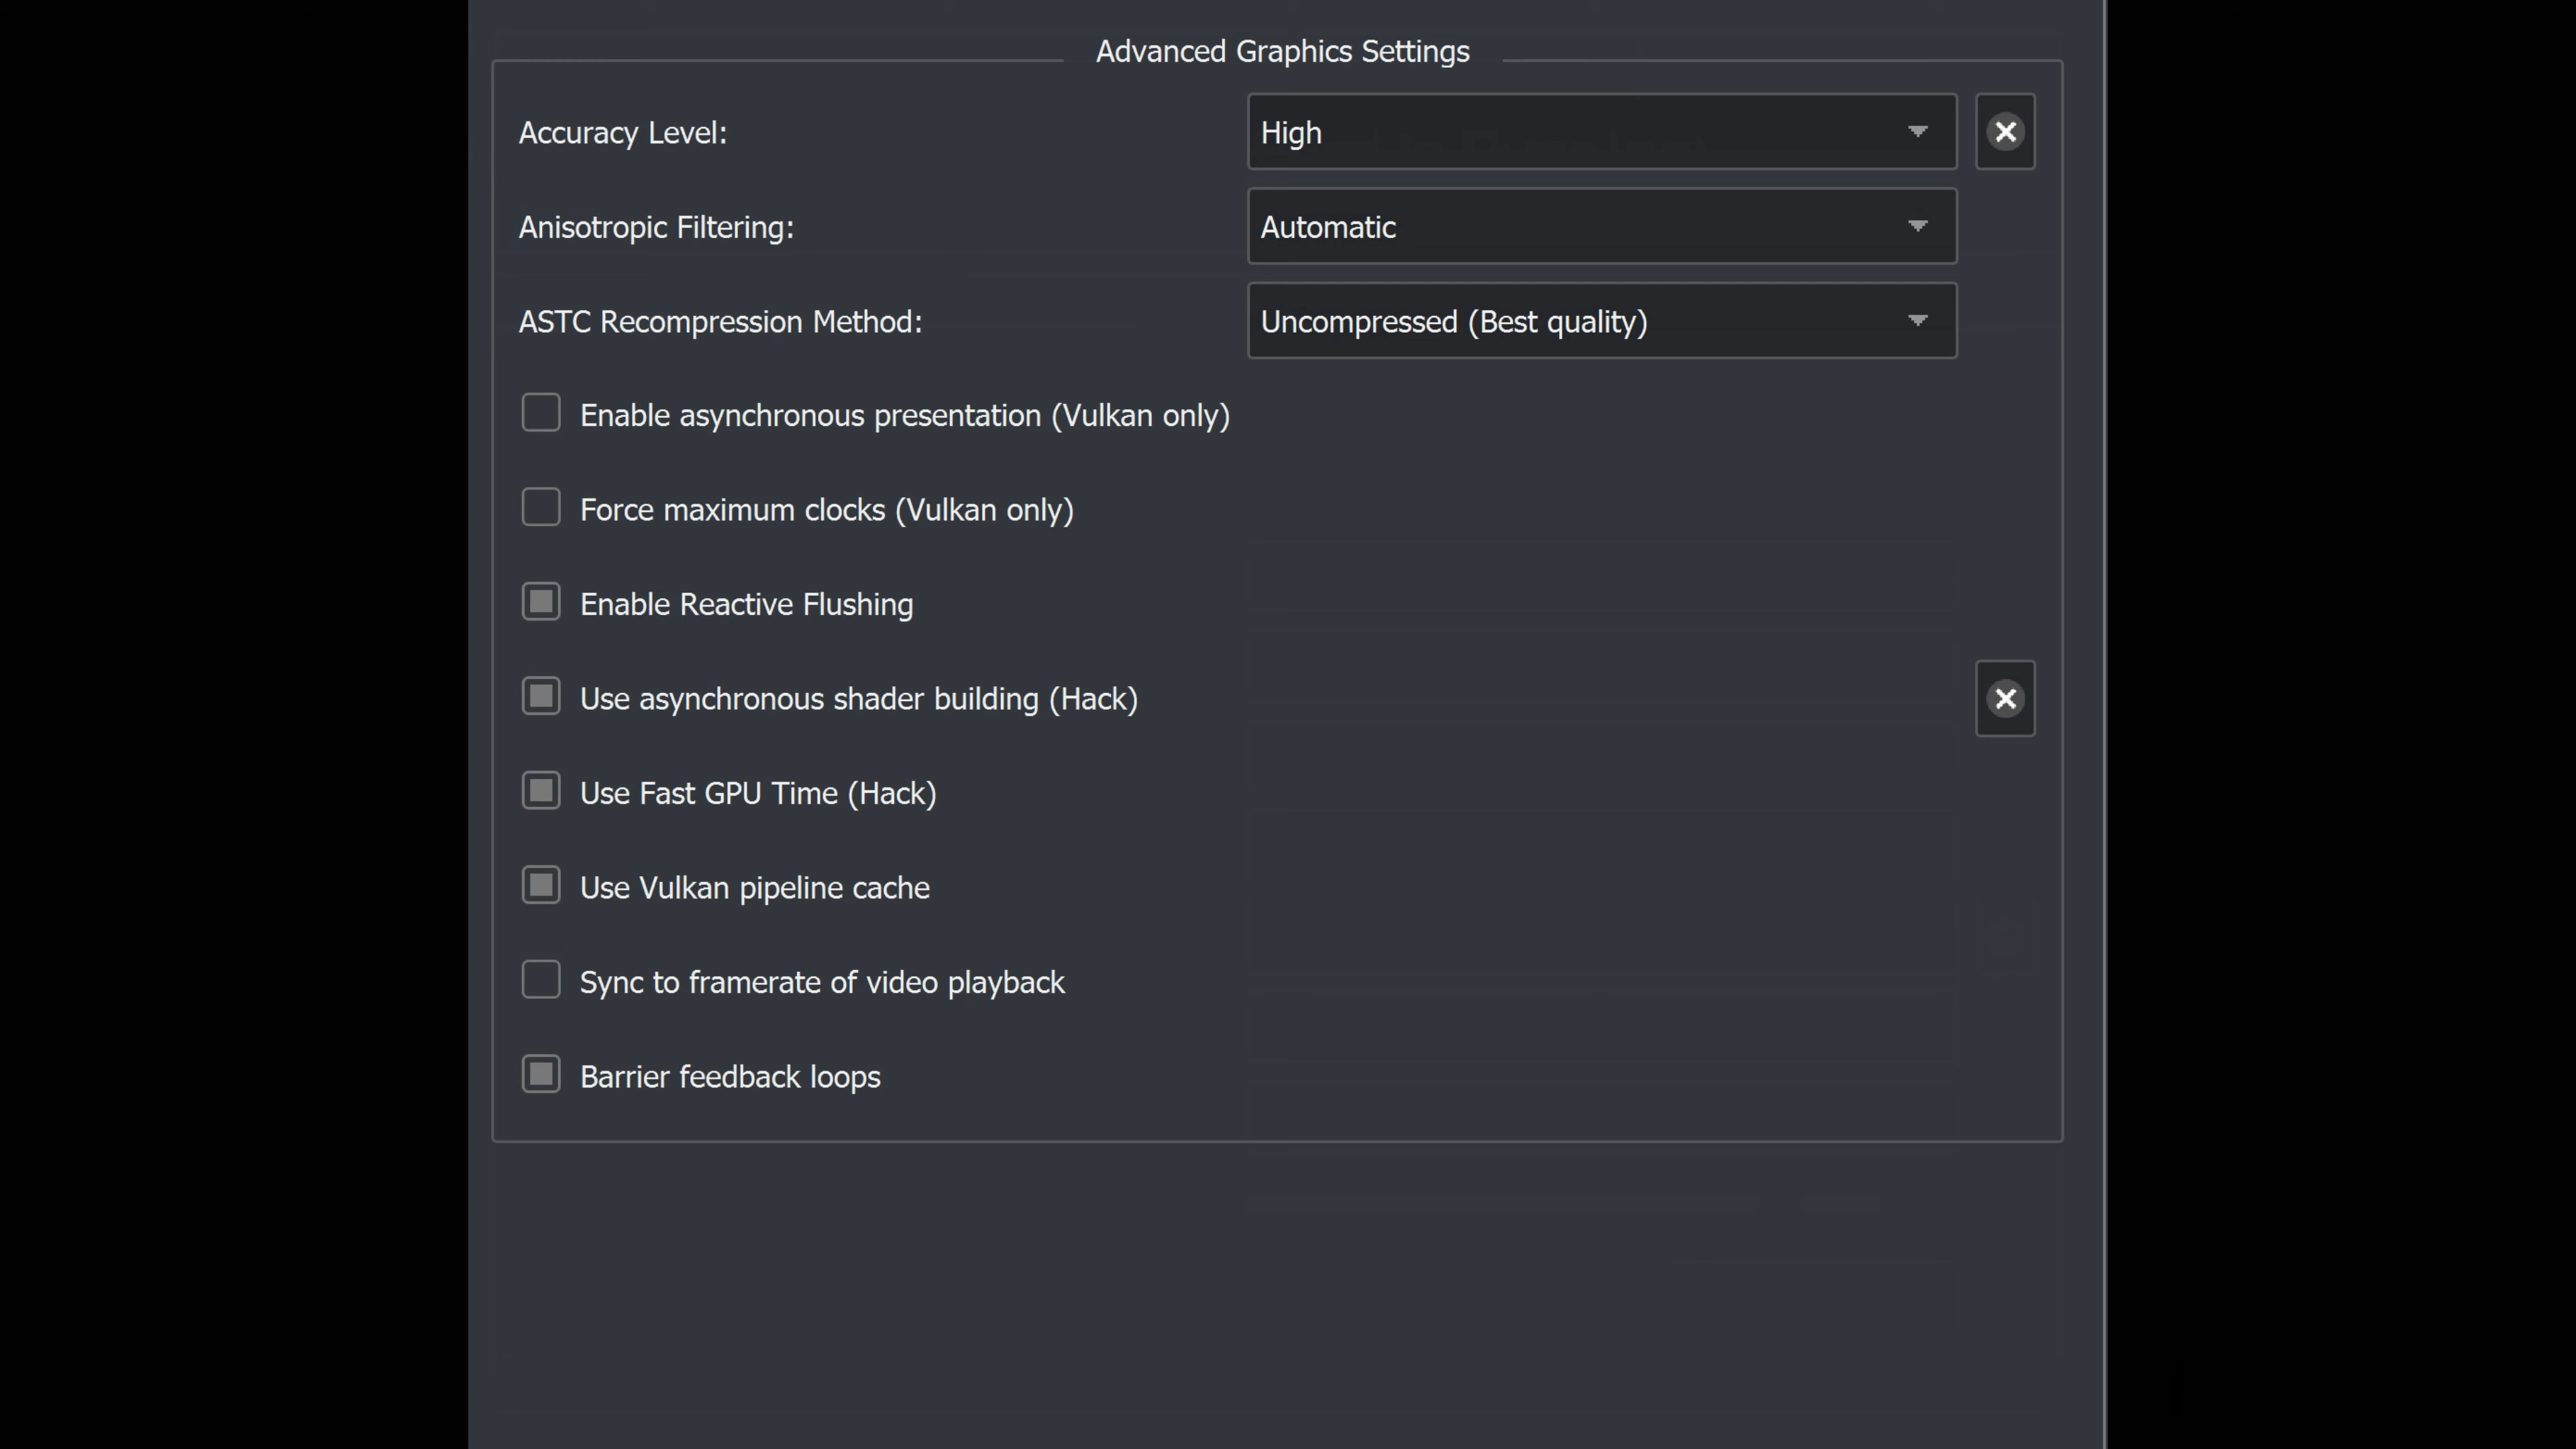 Advanced Graphics Settings
Accuracy Level:
High
Anisotropic Filtering:
Automatic
ASTC Recompression Method:
Uncompressed (Best quality)
Enable asynchronous presentation (Vulkan only)
Force maximum clocks (Vulkan only)
Enable Reactive Flushing
Use asynchronous shader building (Hack)
Use Fast GPU Time (Hack)
Use Vulkan pipeline cache
Sync to framerate of video playback
Barrier feedback loops